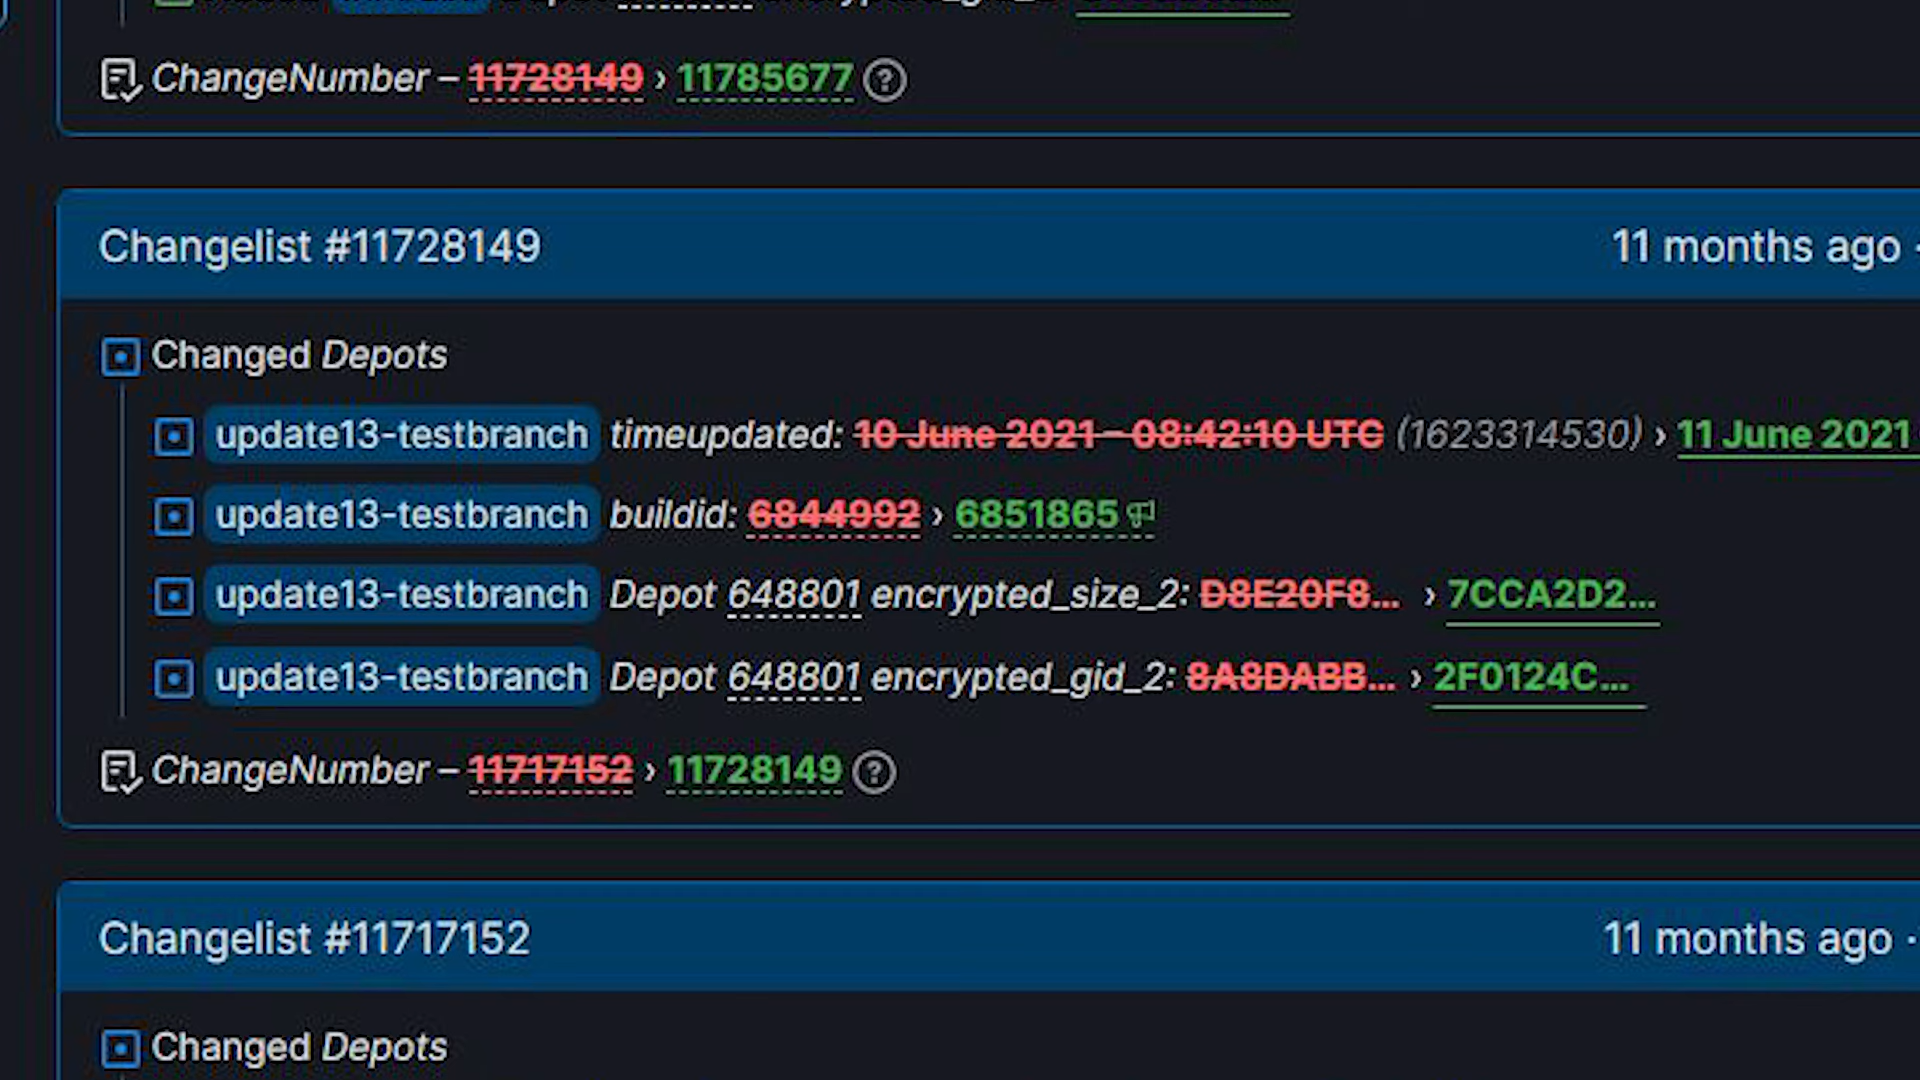 ChangeNumber – 11728149 › 11785677
Changelist #11728149
11 months ago ·
Changed Depots
update13-testbranch timeupdated: 10 June 2021 – 08:42:10 UTC (1623314530) › 11 June 2021
update13-testbranch buildid: 6844992 › 6851865
update13-testbranch Depot 648801 encrypted_size_2: D8E20F8... › 7CCA2D2...
update13-testbranch Depot 648801 encrypted_gid_2: 8A8DABB... › 2F0124C...
ChangeNumber – 11717152 › 11728149
Changelist #11717152
11 months ago ·
Changed Depots